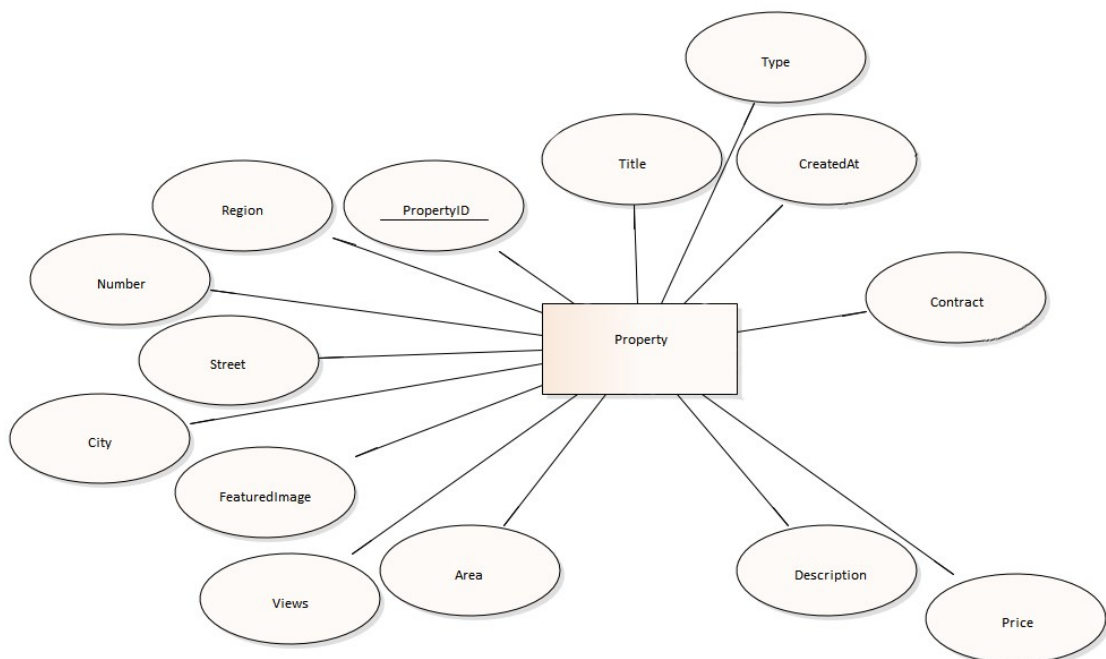 Type
Title
CreatedAt
Region
PropertyID
Number
Contract
Property
Street
City
FeaturedImage
Area
Description
Views
Price